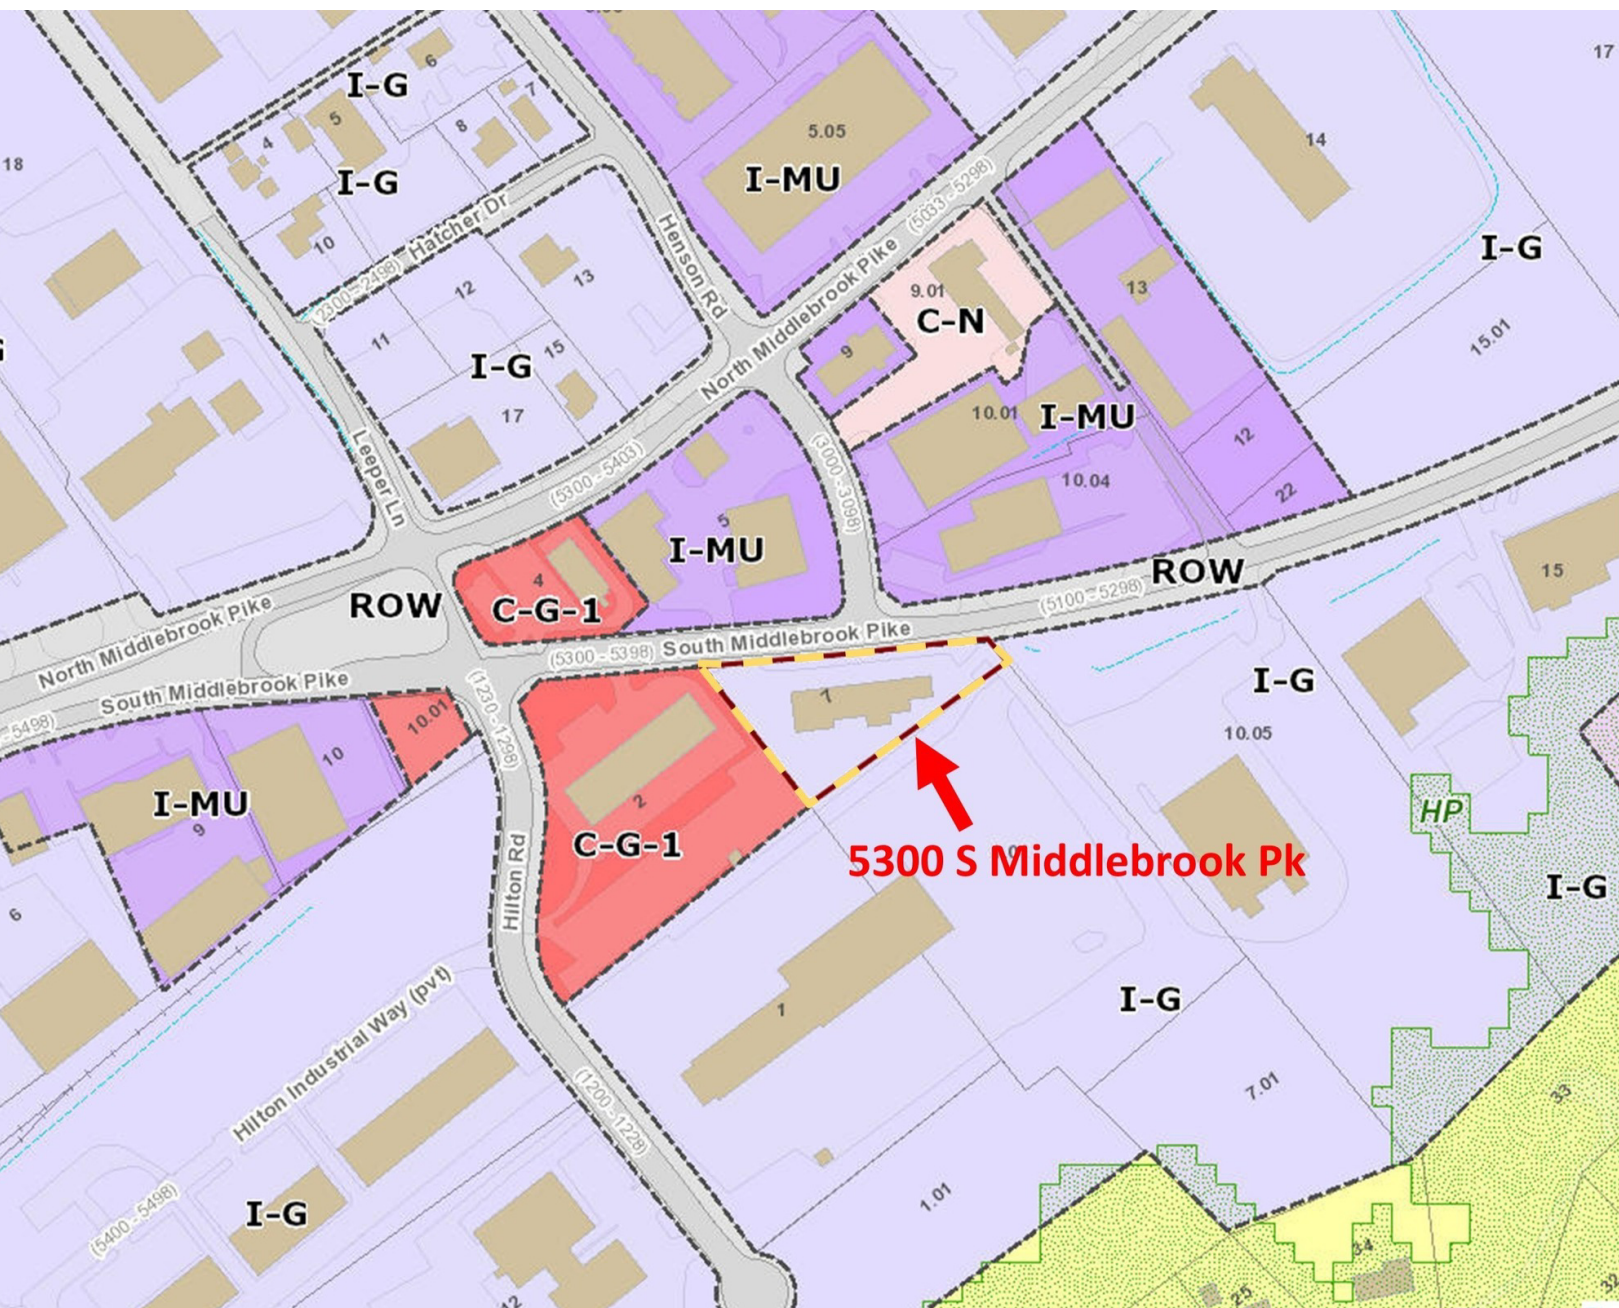 17
I-G
6
5
7
8
4
5.05
14
18
I-G
I-MU
(5033 - 5298)
10
Hatcher Dr
Henson Rd
I-G
(2300 - 2498)
13
12
9.01
13
C-N
North Middlebrook Pike
11
15
15.01
I-G
9
17
10.01
I-MU
12
Leeper Ln
(5300 - 5403)
(3000 - 3098)
10.04
22
5
I-MU
ROW
15
4
C-G-1
ROW
(5100 - 5298)
North Middlebrook Pike
(5300 - 5398)
South Middlebrook Pike
South Middlebrook Pike
I-G
7
(1230 - 1298)
10.01
- 5498)
10
10.05
I-MU
9
2
HP
C-G-1
5300 S Middlebrook Pk
I-G
Hilton Rd
6
I-G
1
Hilton Industrial Way (pvt)
7.01
33
(1200 - 1228)
1.01
I-G
(5400 - 5498)
34
25
32
12